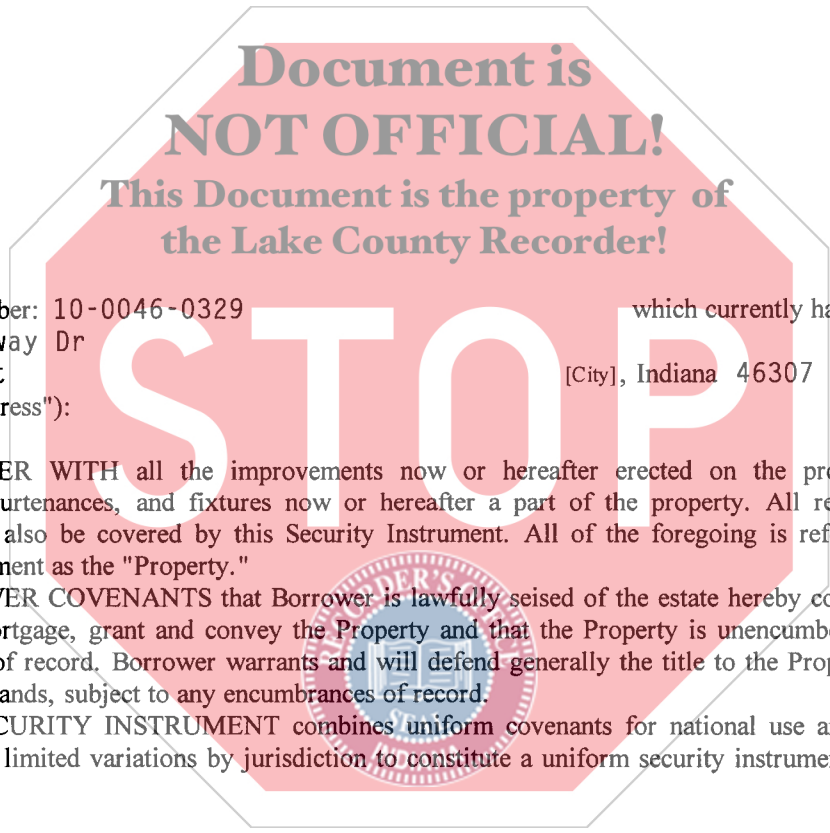 Document is
NOT OFFICIAL!
This Document is the property of
the Lake County Recorder!
STOP
ber: 10-0046-0329 which currently ha
way Dr
[City], Indiana 46307
ress"):
ER WITH all the improvements now or hereafter erected on the pro
urtenances, and fixtures now or hereafter a part of the property. All re
also be covered by this Security Instrument. All of the foregoing is ref
ment as the "Property."
VER COVENANTS that Borrower is lawfully seised of the estate hereby co
ortgage, grant and convey the Property and that the Property is unencumbe
of record. Borrower warrants and will defend generally the title to the Prop
ands, subject to any encumbrances of record.
CURITY INSTRUMENT combines uniform covenants for national use an
limited variations by jurisdiction to constitute a uniform security instrume
SEAL
INDIANA